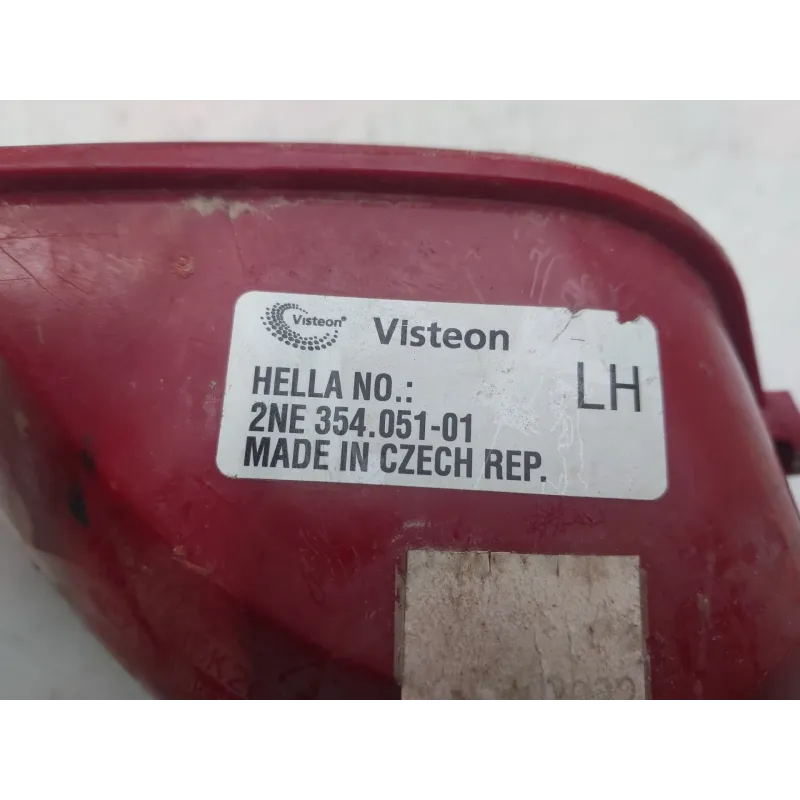 Visteon®
Visteon
LH
HELLA NO.:
2NE 354.051-01
MADE IN CZECH REP.